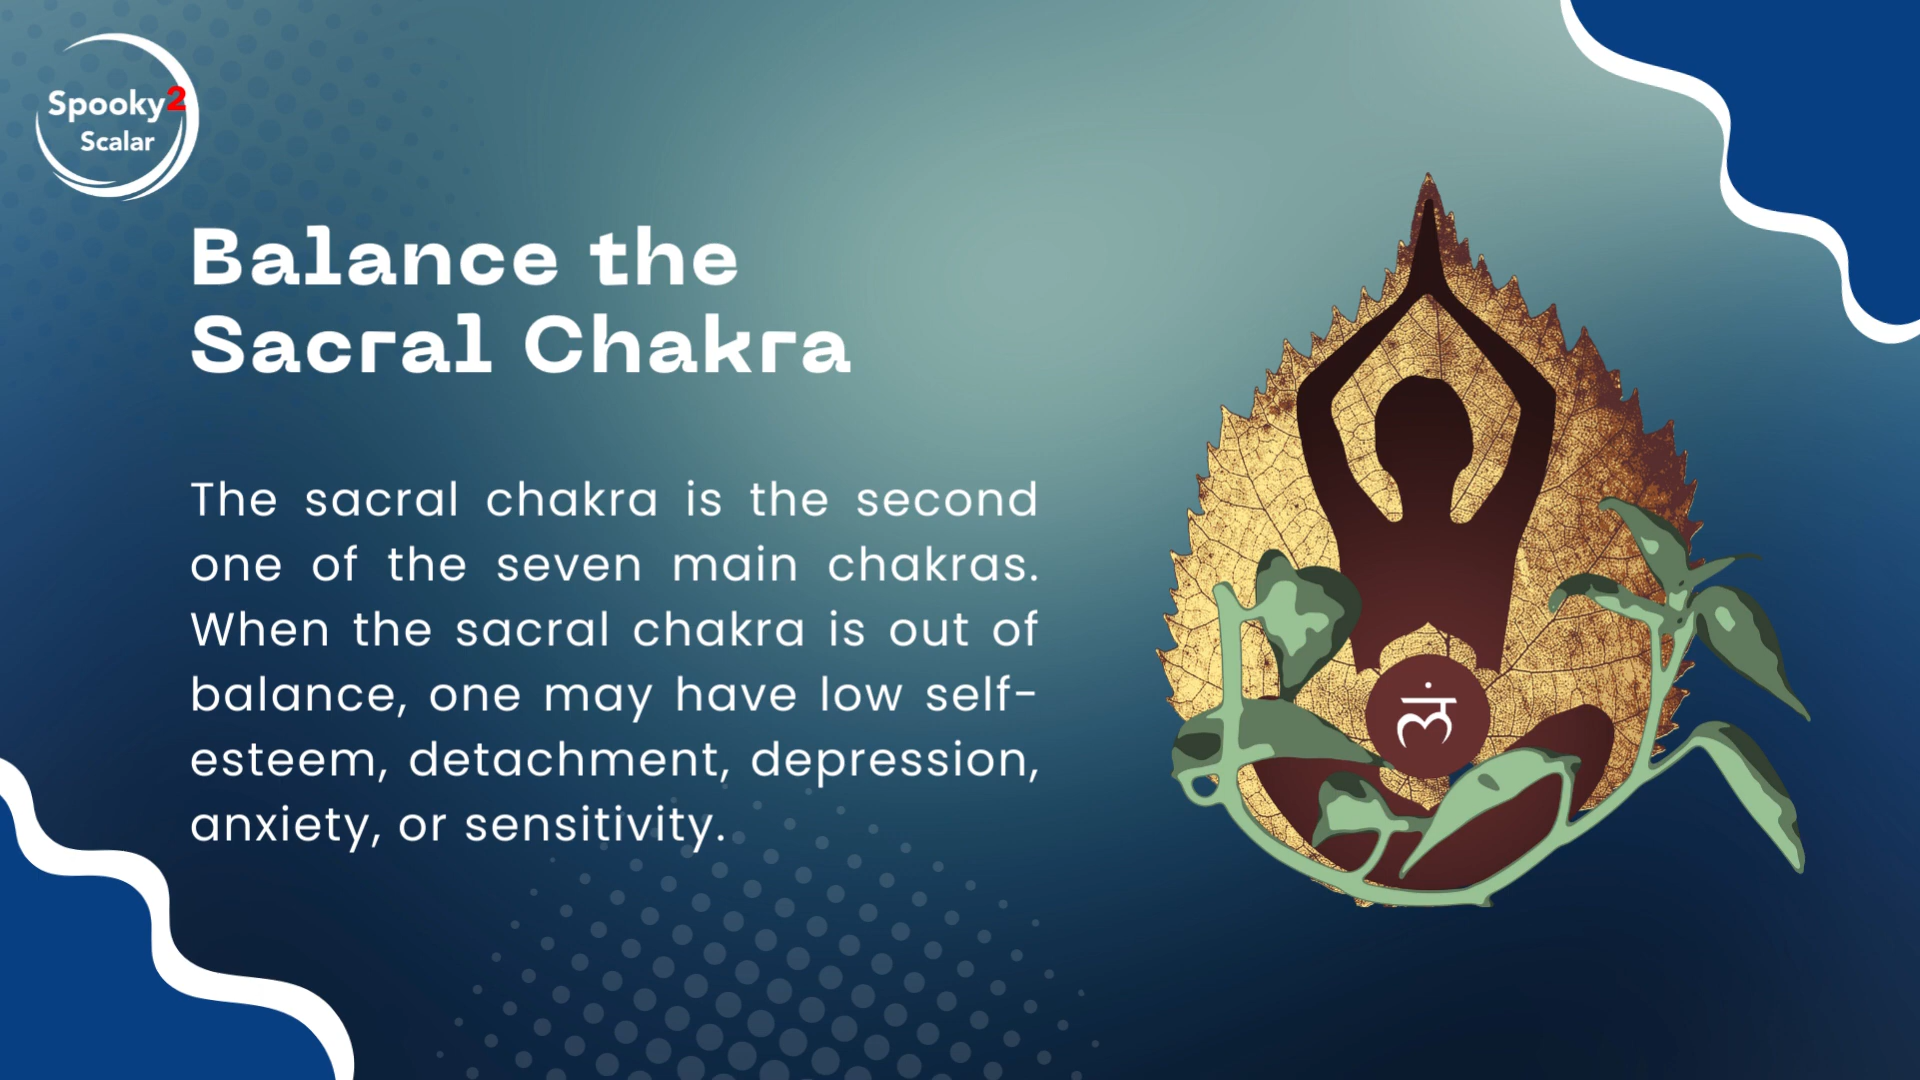 Spooky2
Scalar
Balance the
Sacral Chakra
The sacral chakra is the second
one of the seven main chakras.
When the sacral chakra is out of
balance, one may have low self-
esteem, detachment, depression,
anxiety, or sensitivity.
लं